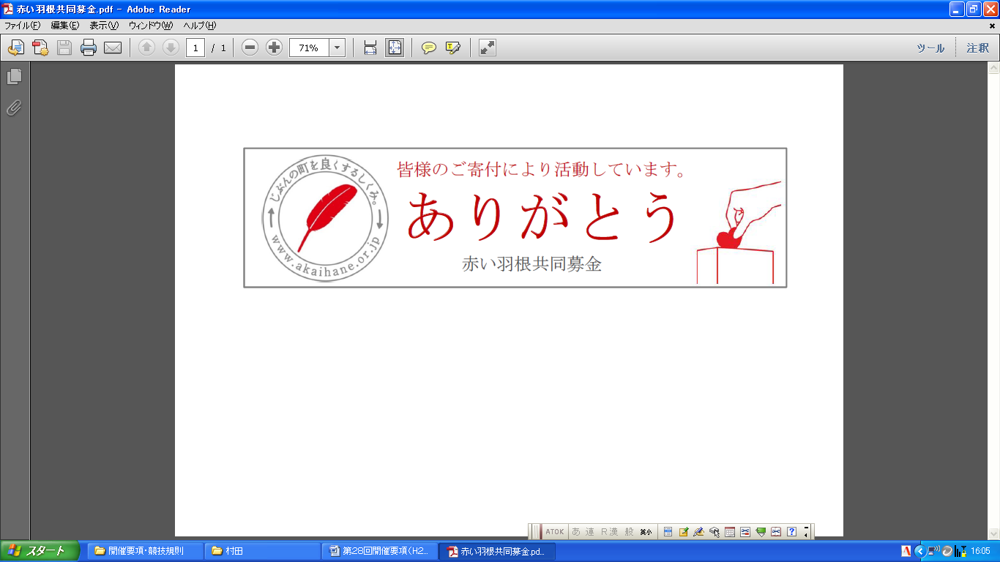 赤い羽根共同募金.pdf - Adobe Reader
ファイル(F) 編集(E) 表示(V) ウィンドウ(W) ヘルプ(H)
1 / 1 71% ツール 注釈
じぶんの町を良くするしくみ。
www.akaihane.or.jp
皆様のご寄付により活動しています。
ありがとう
赤い羽根共同募金
ATOK あ 連 R漢 般 英小
スタート 開催要項・競技規則 村田 第28回開催要項(H2... 赤い羽根共同募金.pd... 16:05